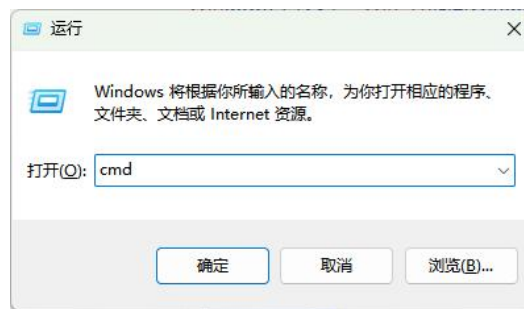 运行
Windows 将根据你所输入的名称，为你打开相应的程序、
文件夹、文档或 Internet 资源。
打开(O): cmd
确定 取消 浏览(B)...